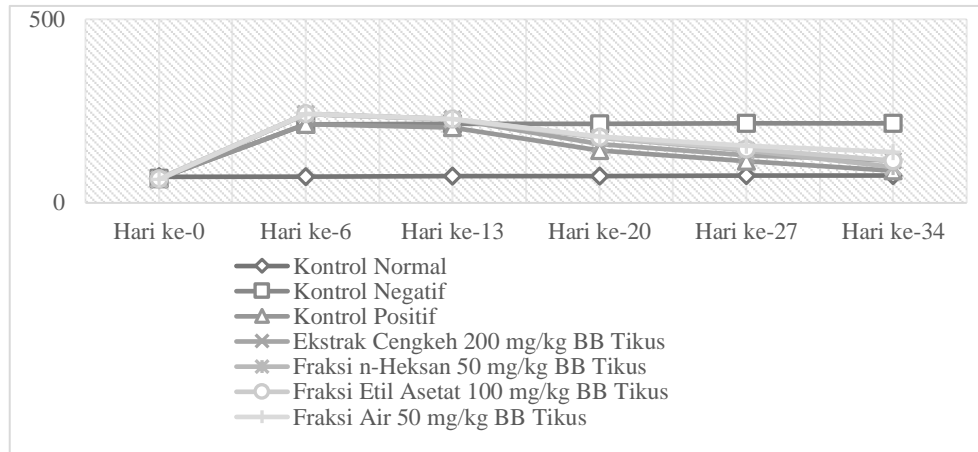 500
0
Hari ke-0 Hari ke-6 Hari ke-13 Hari ke-20 Hari ke-27 Hari ke-34
Kontrol Normal
Kontrol Negatif
Kontrol Positif
Ekstrak Cengkeh 200 mg/kg BB Tikus
Fraksi n-Heksan 50 mg/kg BB Tikus
Fraksi Etil Asetat 100 mg/kg BB Tikus
Fraksi Air 50 mg/kg BB Tikus